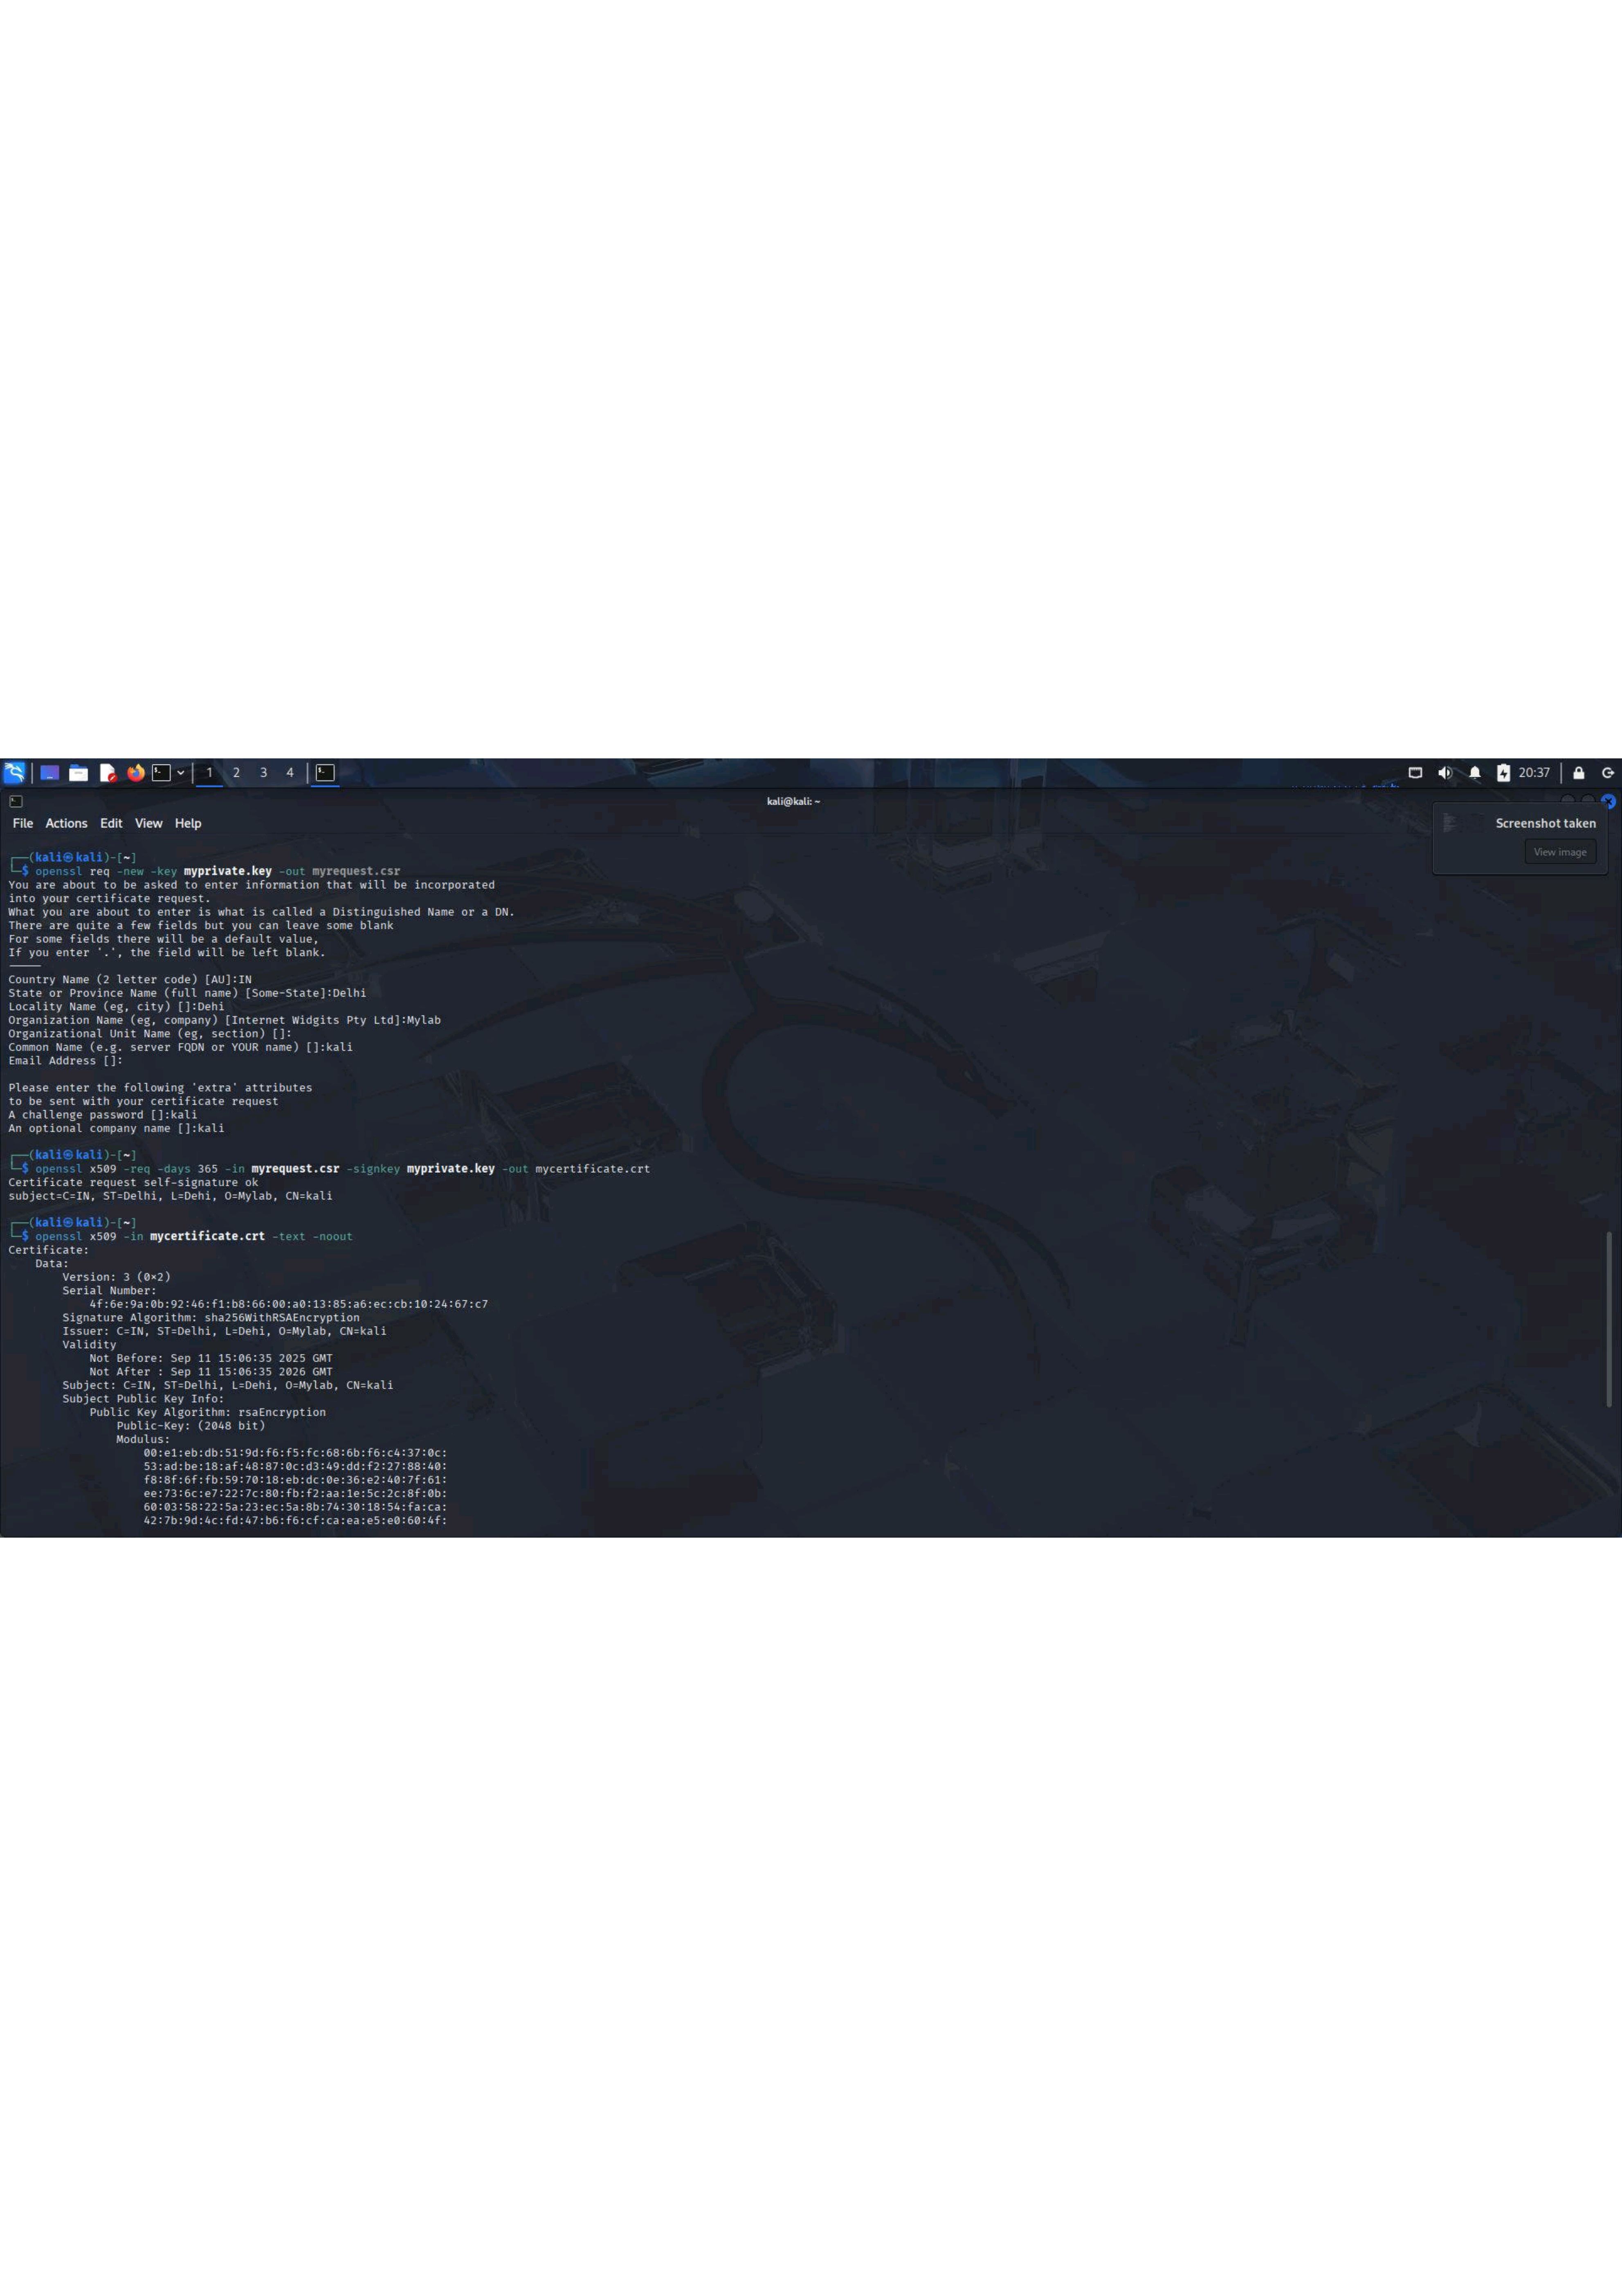 1 2 3 4
20:37
kali@kali: ~
File Actions Edit View Help
Screenshot taken
View image
┌──(kali㉿kali)-[~]
└─$ openssl req -new -key myprivate.key -out myrequest.csr
You are about to be asked to enter information that will be incorporated
into your certificate request.
What you are about to enter is what is called a Distinguished Name or a DN.
There are quite a few fields but you can leave some blank
For some fields there will be a default value,
If you enter '.', the field will be left blank.
-----
Country Name (2 letter code) [AU]:IN
State or Province Name (full name) [Some-State]:Delhi
Locality Name (eg, city) []:Dehi
Organization Name (eg, company) [Internet Widgits Pty Ltd]:Mylab
Organizational Unit Name (eg, section) []:
Common Name (e.g. server FQDN or YOUR name) []:kali
Email Address []:
Please enter the following 'extra' attributes
to be sent with your certificate request
A challenge password []:kali
An optional company name []:kali
┌──(kali㉿kali)-[~]
└─$ openssl x509 -req -days 365 -in myrequest.csr -signkey myprivate.key -out mycertificate.crt
Certificate request self-signature ok
subject=C=IN, ST=Delhi, L=Dehi, O=Mylab, CN=kali
┌──(kali㉿kali)-[~]
└─$ openssl x509 -in mycertificate.crt -text -noout
Certificate:
Data:
Version: 3 (0×2)
Serial Number:
4f:6e:9a:0b:92:46:f1:b8:66:00:a0:13:85:a6:ec:cb:10:24:67:c7
Signature Algorithm: sha256WithRSAEncryption
Issuer: C=IN, ST=Delhi, L=Dehi, O=Mylab, CN=kali
Validity
Not Before: Sep 11 15:06:35 2025 GMT
Not After : Sep 11 15:06:35 2026 GMT
Subject: C=IN, ST=Delhi, L=Dehi, O=Mylab, CN=kali
Subject Public Key Info:
Public Key Algorithm: rsaEncryption
Public-Key: (2048 bit)
Modulus:
00:e1:eb:db:51:9d:f6:f5:fc:68:6b:f6:c4:37:0c:
53:ad:be:18:af:48:87:0c:d3:49:dd:f2:27:88:40:
f8:8f:6f:fb:59:70:18:eb:dc:0e:36:e2:40:7f:61:
ee:73:6c:e7:22:7c:80:fb:f2:aa:1e:5c:2c:8f:0b:
60:03:58:22:5a:23:ec:5a:8b:74:30:18:54:fa:ca:
42:7b:9d:4c:fd:47:b6:f6:cf:ca:ea:e5:e0:60:4f: